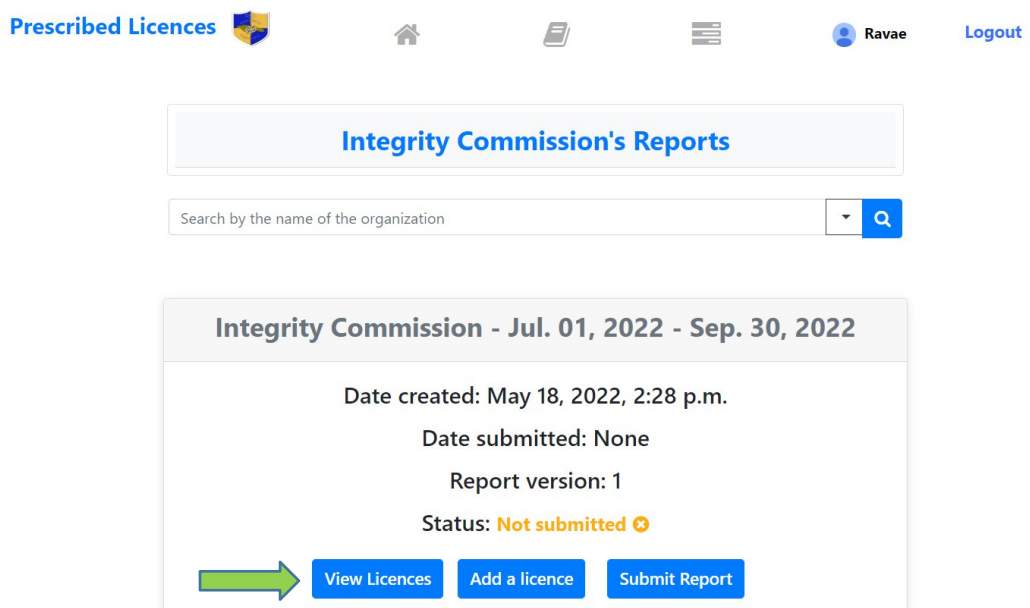 Prescribed Licences
Ravae
Logout
Integrity Commission's Reports
Search by the name of the organization
Integrity Commission - Jul. 01, 2022 - Sep. 30, 2022
Date created: May 18, 2022, 2:28 p.m.
Date submitted: None
Report version: 1
Status: Not submitted
View Licences
Add a licence
Submit Report